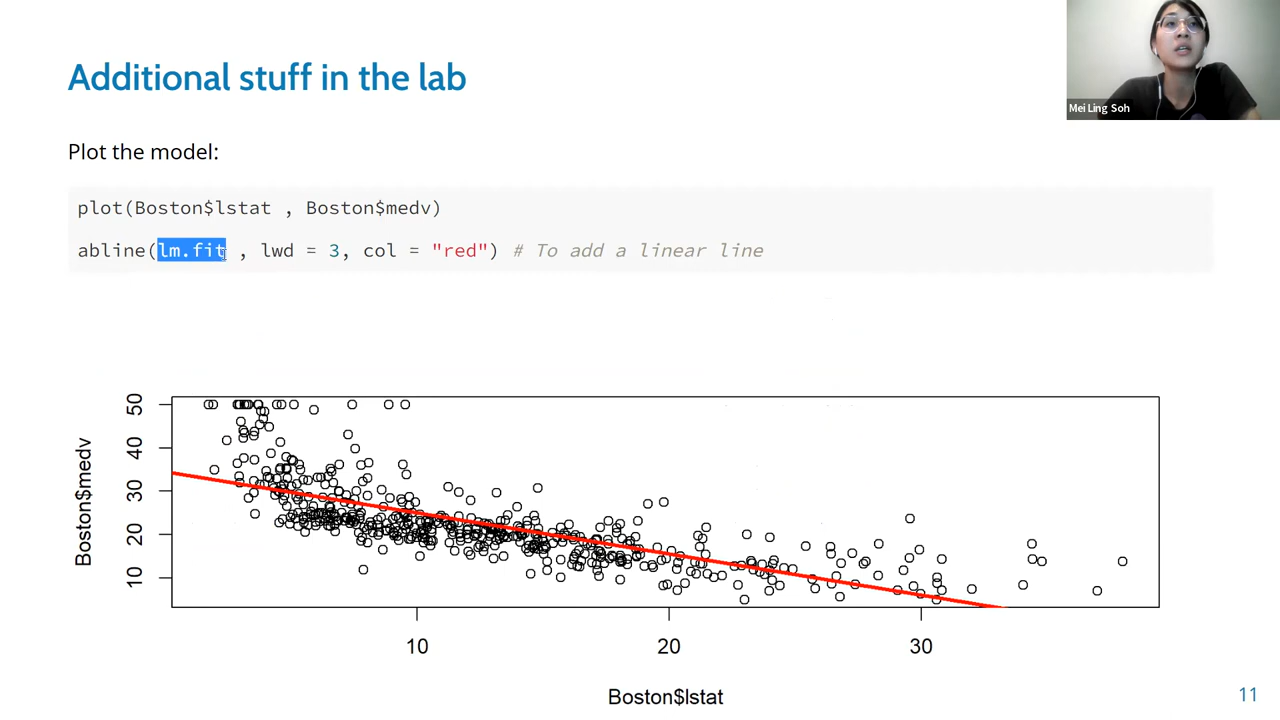 Additional stuff in the lab
Mei Ling Soh
Plot the model:
plot(Boston$lstat , Boston$medv)
abline(lm.fit , lwd = 3, col = "red") # To add a linear line
50
40
30
20
10
Boston$medv
10 20 30
Boston$lstat
11